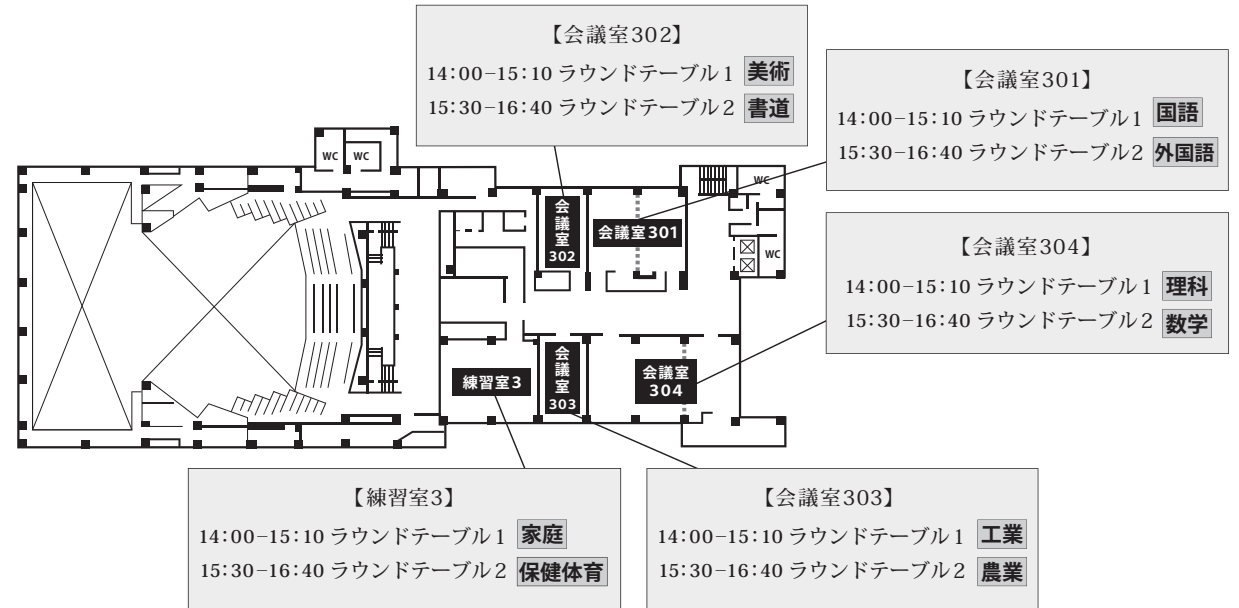 【会議室302】
14:00-15:10 ラウンドテーブル1 美術
15:30-16:40 ラウンドテーブル2 書道
【会議室301】
14:00-15:10 ラウンドテーブル1 国語
15:30-16:40 ラウンドテーブル2 外国語
WC
WC
WC
会議室302
会議室301
WC
【会議室304】
14:00-15:10 ラウンドテーブル1 理科
15:30-16:40 ラウンドテーブル2 数学
練習室3
会議室303
会議室
304
【練習室3】
14:00-15:10 ラウンドテーブル1 家庭
15:30-16:40 ラウンドテーブル2 保健体育
【会議室303】
14:00-15:10 ラウンドテーブル1 工業
15:30-16:40 ラウンドテーブル2 農業